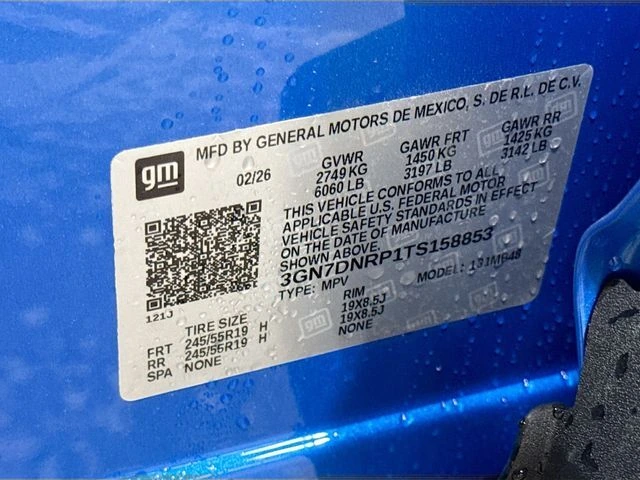 gm
MFD BY GENERAL MOTORS DE MEXICO, S. DE R.L. DE C.V.
02/26
GVWR GAWR FRT GAWR RR
2749 KG 1450 KG 1425 KG
6060 LB 3197 LB 3142 LB
THIS VEHICLE CONFORMS TO ALL
APPLICABLE U.S. FEDERAL MOTOR
VEHICLE SAFETY STANDARDS IN EFFECT
ON THE DATE OF MANUFACTURE
SHOWN ABOVE.
3GN7DNRP1TS158853
TYPE: MPV MODEL: 131MB48
121J
TIRE SIZE RIM
FRT 245/55R19 H 19X8.5J
RR 245/55R19 H 19X8.5J
SPA NONE NONE